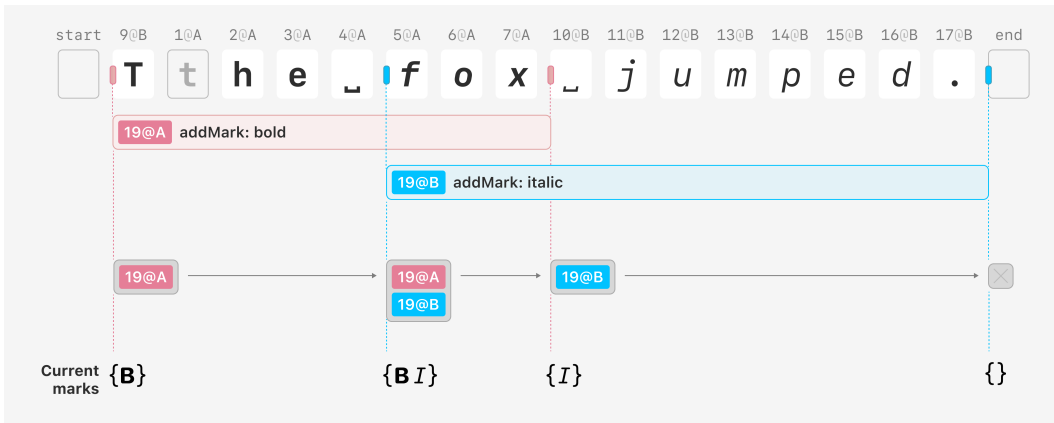 start 9@B 1@A 2@A 3@A 4@A 5@A 6@A 7@A 10@B 11@B 12@B 13@B 14@B 15@B 16@B 17@B end
T t h e ␣ f o x ␣ j u m p e d .
19@A addMark: bold
19@B addMark: italic
19@A 19@A 19@B
19@B
Current marks {B} {B I} {I} {}